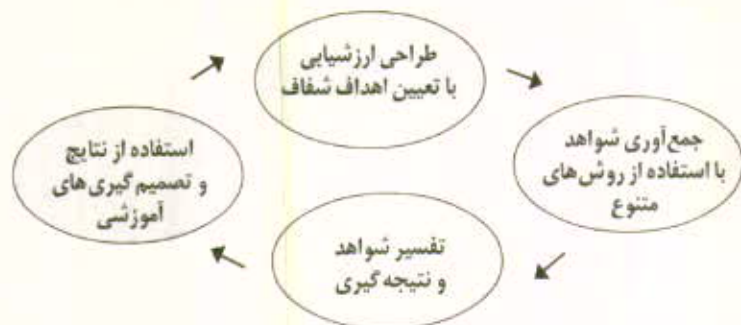 طراحی ارزشیابی
با تعیین اهداف شفاف
جمع‌آوری شواهد
با استفاده از روش‌های
متنوع
تفسیر شواهد
و نتیجه‌گیری
استفاده از نتایج
و تصمیم‌گیری‌های
آموزشی